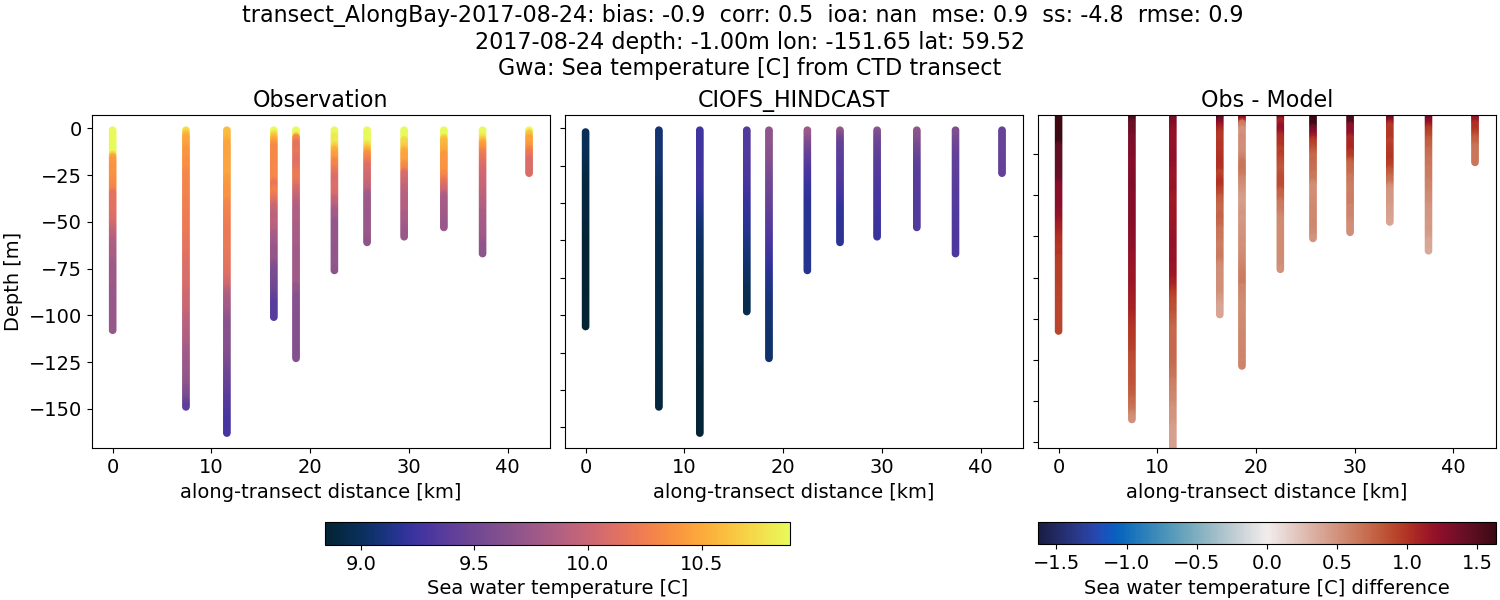 transect_AlongBay-2017-08-24: bias: -0.9  corr: 0.5  ioa: nan  mse: 0.9  ss: -4.8  rmse: 0.9
2017-08-24 depth: -1.00m lon: -151.65 lat: 59.52
Gwa: Sea temperature [C] from CTD transect
Observation
CIOFS_HINDCAST
Obs - Model
Depth [m]
0
−25
−50
−75
−100
−125
−150
0 10 20 30 40
0 10 20 30 40
0 10 20 30 40
along-transect distance [km]
along-transect distance [km]
along-transect distance [km]
9.0 9.5 10.0 10.5
Sea water temperature [C]
−1.5 −1.0 −0.5 0.0 0.5 1.0 1.5
Sea water temperature [C] difference